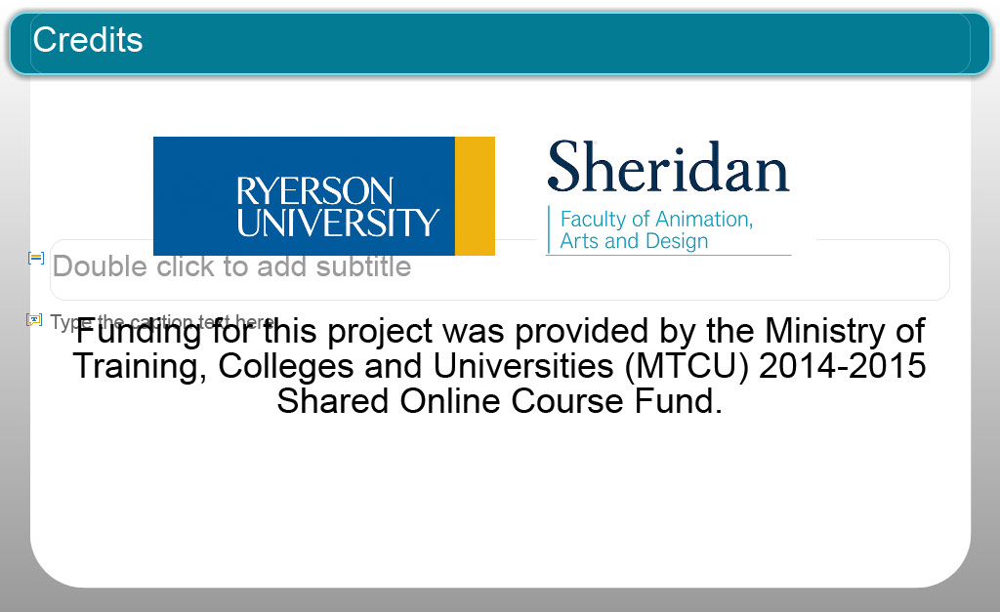 Credits
RYERSON
UNIVERSITY
Sheridan
Faculty of Animation,
Arts and Design
Double click to add subtitle
Type the caption text here
Funding for this project was provided by the Ministry of
Training, Colleges and Universities (MTCU) 2014-2015
Shared Online Course Fund.